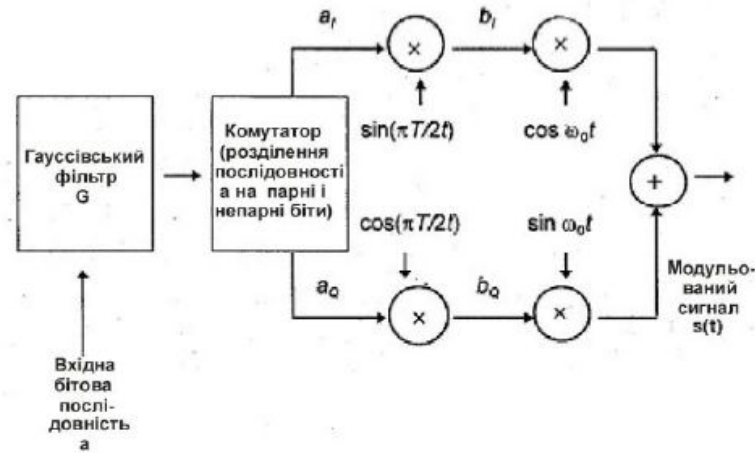 a_I
b_I
×
×
sin(πT/2t)
cos ω₀t
Гауссівський
фільтр
G
Комутатор
(розділення
послідовності
а на парні і
непарні біти)
+
cos(πT/2t)
sin ω₀t
a_Q
b_Q
×
×
Модульо-
ваний
сигнал
s(t)
Вхідна
бітова
послі-
довність
а